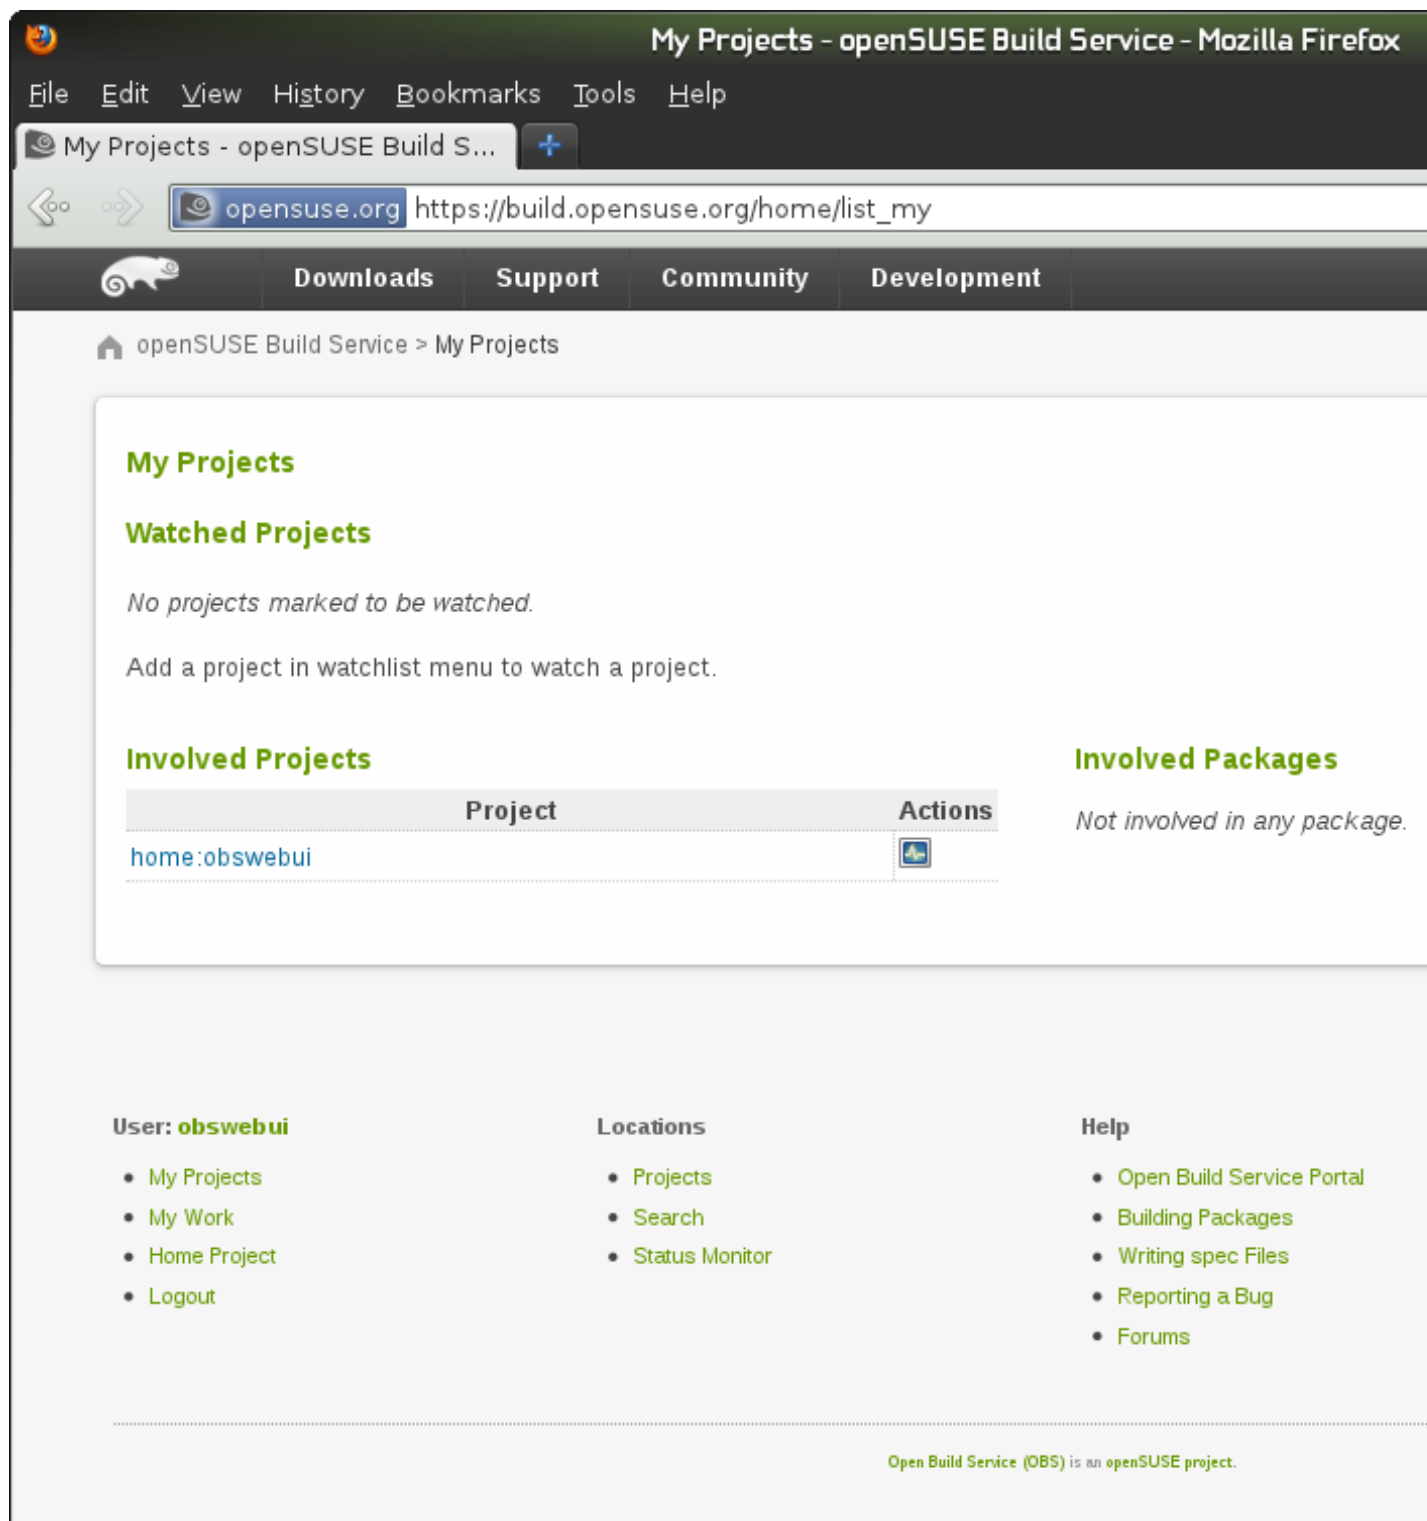 My Projects - openSUSE Build Service - Mozilla Firefox
File Edit View History Bookmarks Tools Help
My Projects - openSUSE Build S...
opensuse.org https://build.opensuse.org/home/list_my
Downloads Support Community Development
openSUSE Build Service > My Projects
My Projects
Watched Projects
No projects marked to be watched.
Add a project in watchlist menu to watch a project.
Involved Projects
Project Actions
home:obswebui
Involved Packages
Not involved in any package.
User: obswebui
My Projects
My Work
Home Project
Logout
Locations
Projects
Search
Status Monitor
Help
Open Build Service Portal
Building Packages
Writing spec Files
Reporting a Bug
Forums
Open Build Service (OBS) is an openSUSE project.